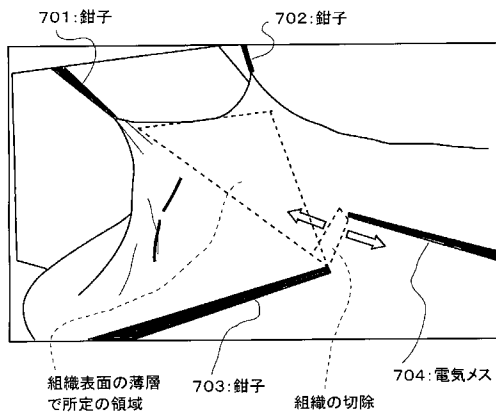 701:鉗子
702:鉗子
組織表面の薄層
で所定の領域
703:鉗子
組織の切除
704:電気メス